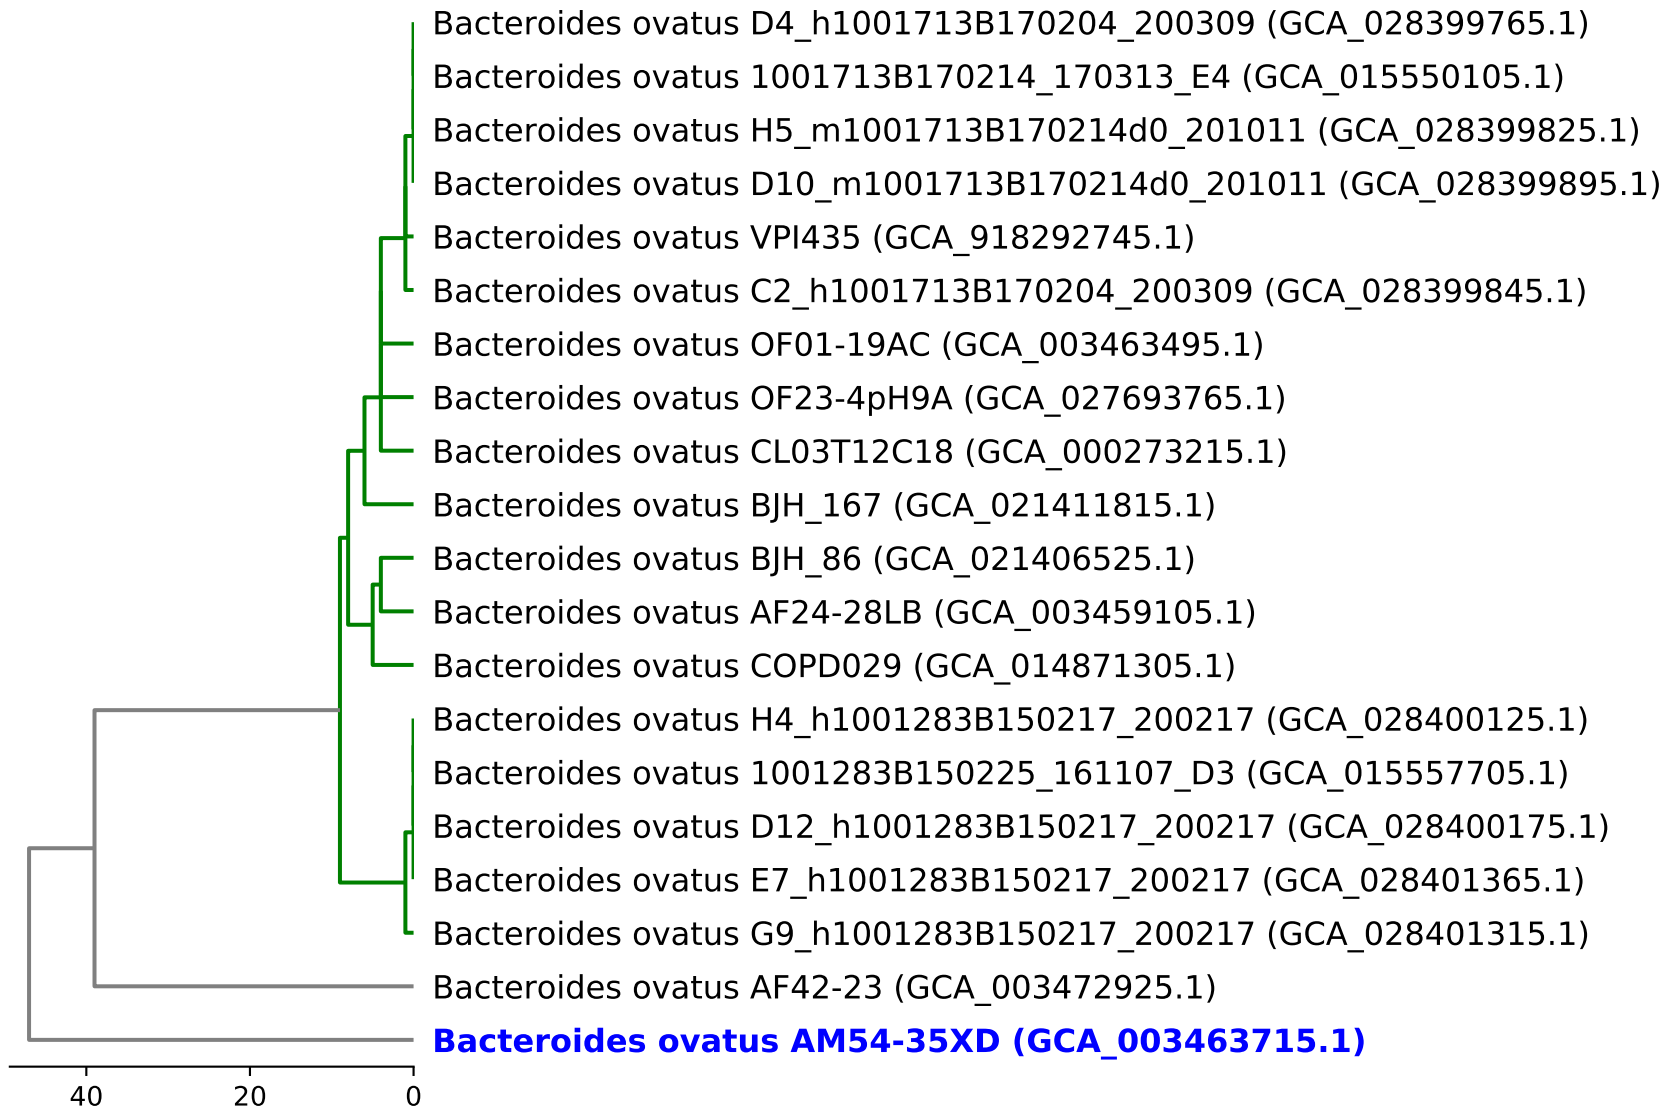 Bacteroides ovatus D4_h1001713B170204_200309 (GCA_028399765.1)
Bacteroides ovatus 1001713B170214_170313_E4 (GCA_015550105.1)
Bacteroides ovatus H5_m1001713B170214d0_201011 (GCA_028399825.1)
Bacteroides ovatus D10_m1001713B170214d0_201011 (GCA_028399895.1)
Bacteroides ovatus VPI435 (GCA_918292745.1)
Bacteroides ovatus C2_h1001713B170204_200309 (GCA_028399845.1)
Bacteroides ovatus OF01-19AC (GCA_003463495.1)
Bacteroides ovatus OF23-4pH9A (GCA_027693765.1)
Bacteroides ovatus CL03T12C18 (GCA_000273215.1)
Bacteroides ovatus BJH_167 (GCA_021411815.1)
Bacteroides ovatus BJH_86 (GCA_021406525.1)
Bacteroides ovatus AF24-28LB (GCA_003459105.1)
Bacteroides ovatus COPD029 (GCA_014871305.1)
Bacteroides ovatus H4_h1001283B150217_200217 (GCA_028400125.1)
Bacteroides ovatus 1001283B150225_161107_D3 (GCA_015557705.1)
Bacteroides ovatus D12_h1001283B150217_200217 (GCA_028400175.1)
Bacteroides ovatus E7_h1001283B150217_200217 (GCA_028401365.1)
Bacteroides ovatus G9_h1001283B150217_200217 (GCA_028401315.1)
Bacteroides ovatus AF42-23 (GCA_003472925.1)
Bacteroides ovatus AM54-35XD (GCA_003463715.1)
40 20 0